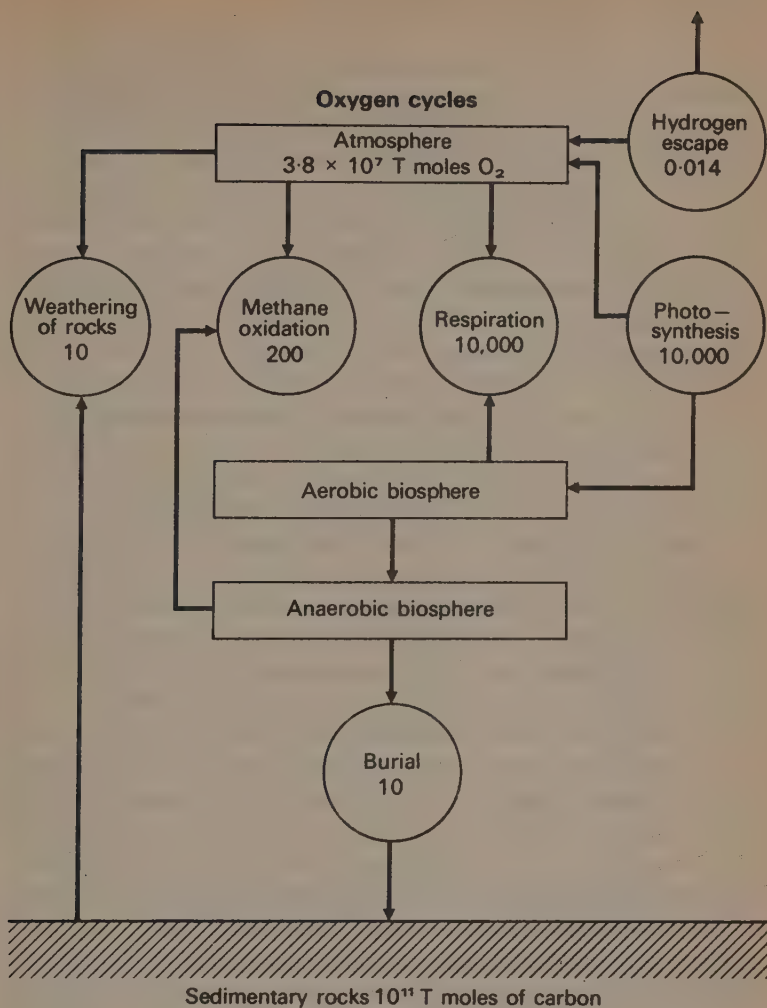 Oxygen cycles
Atmosphere
3·8 × 10⁷ T moles O₂
Hydrogen
escape
0·014
Weathering
of rocks
10
Methane
oxidation
200
Respiration
10,000
Photo–
synthesis
10,000
Aerobic biosphere
Anaerobic biosphere
Burial
10
Sedimentary rocks 10¹¹ T moles of carbon